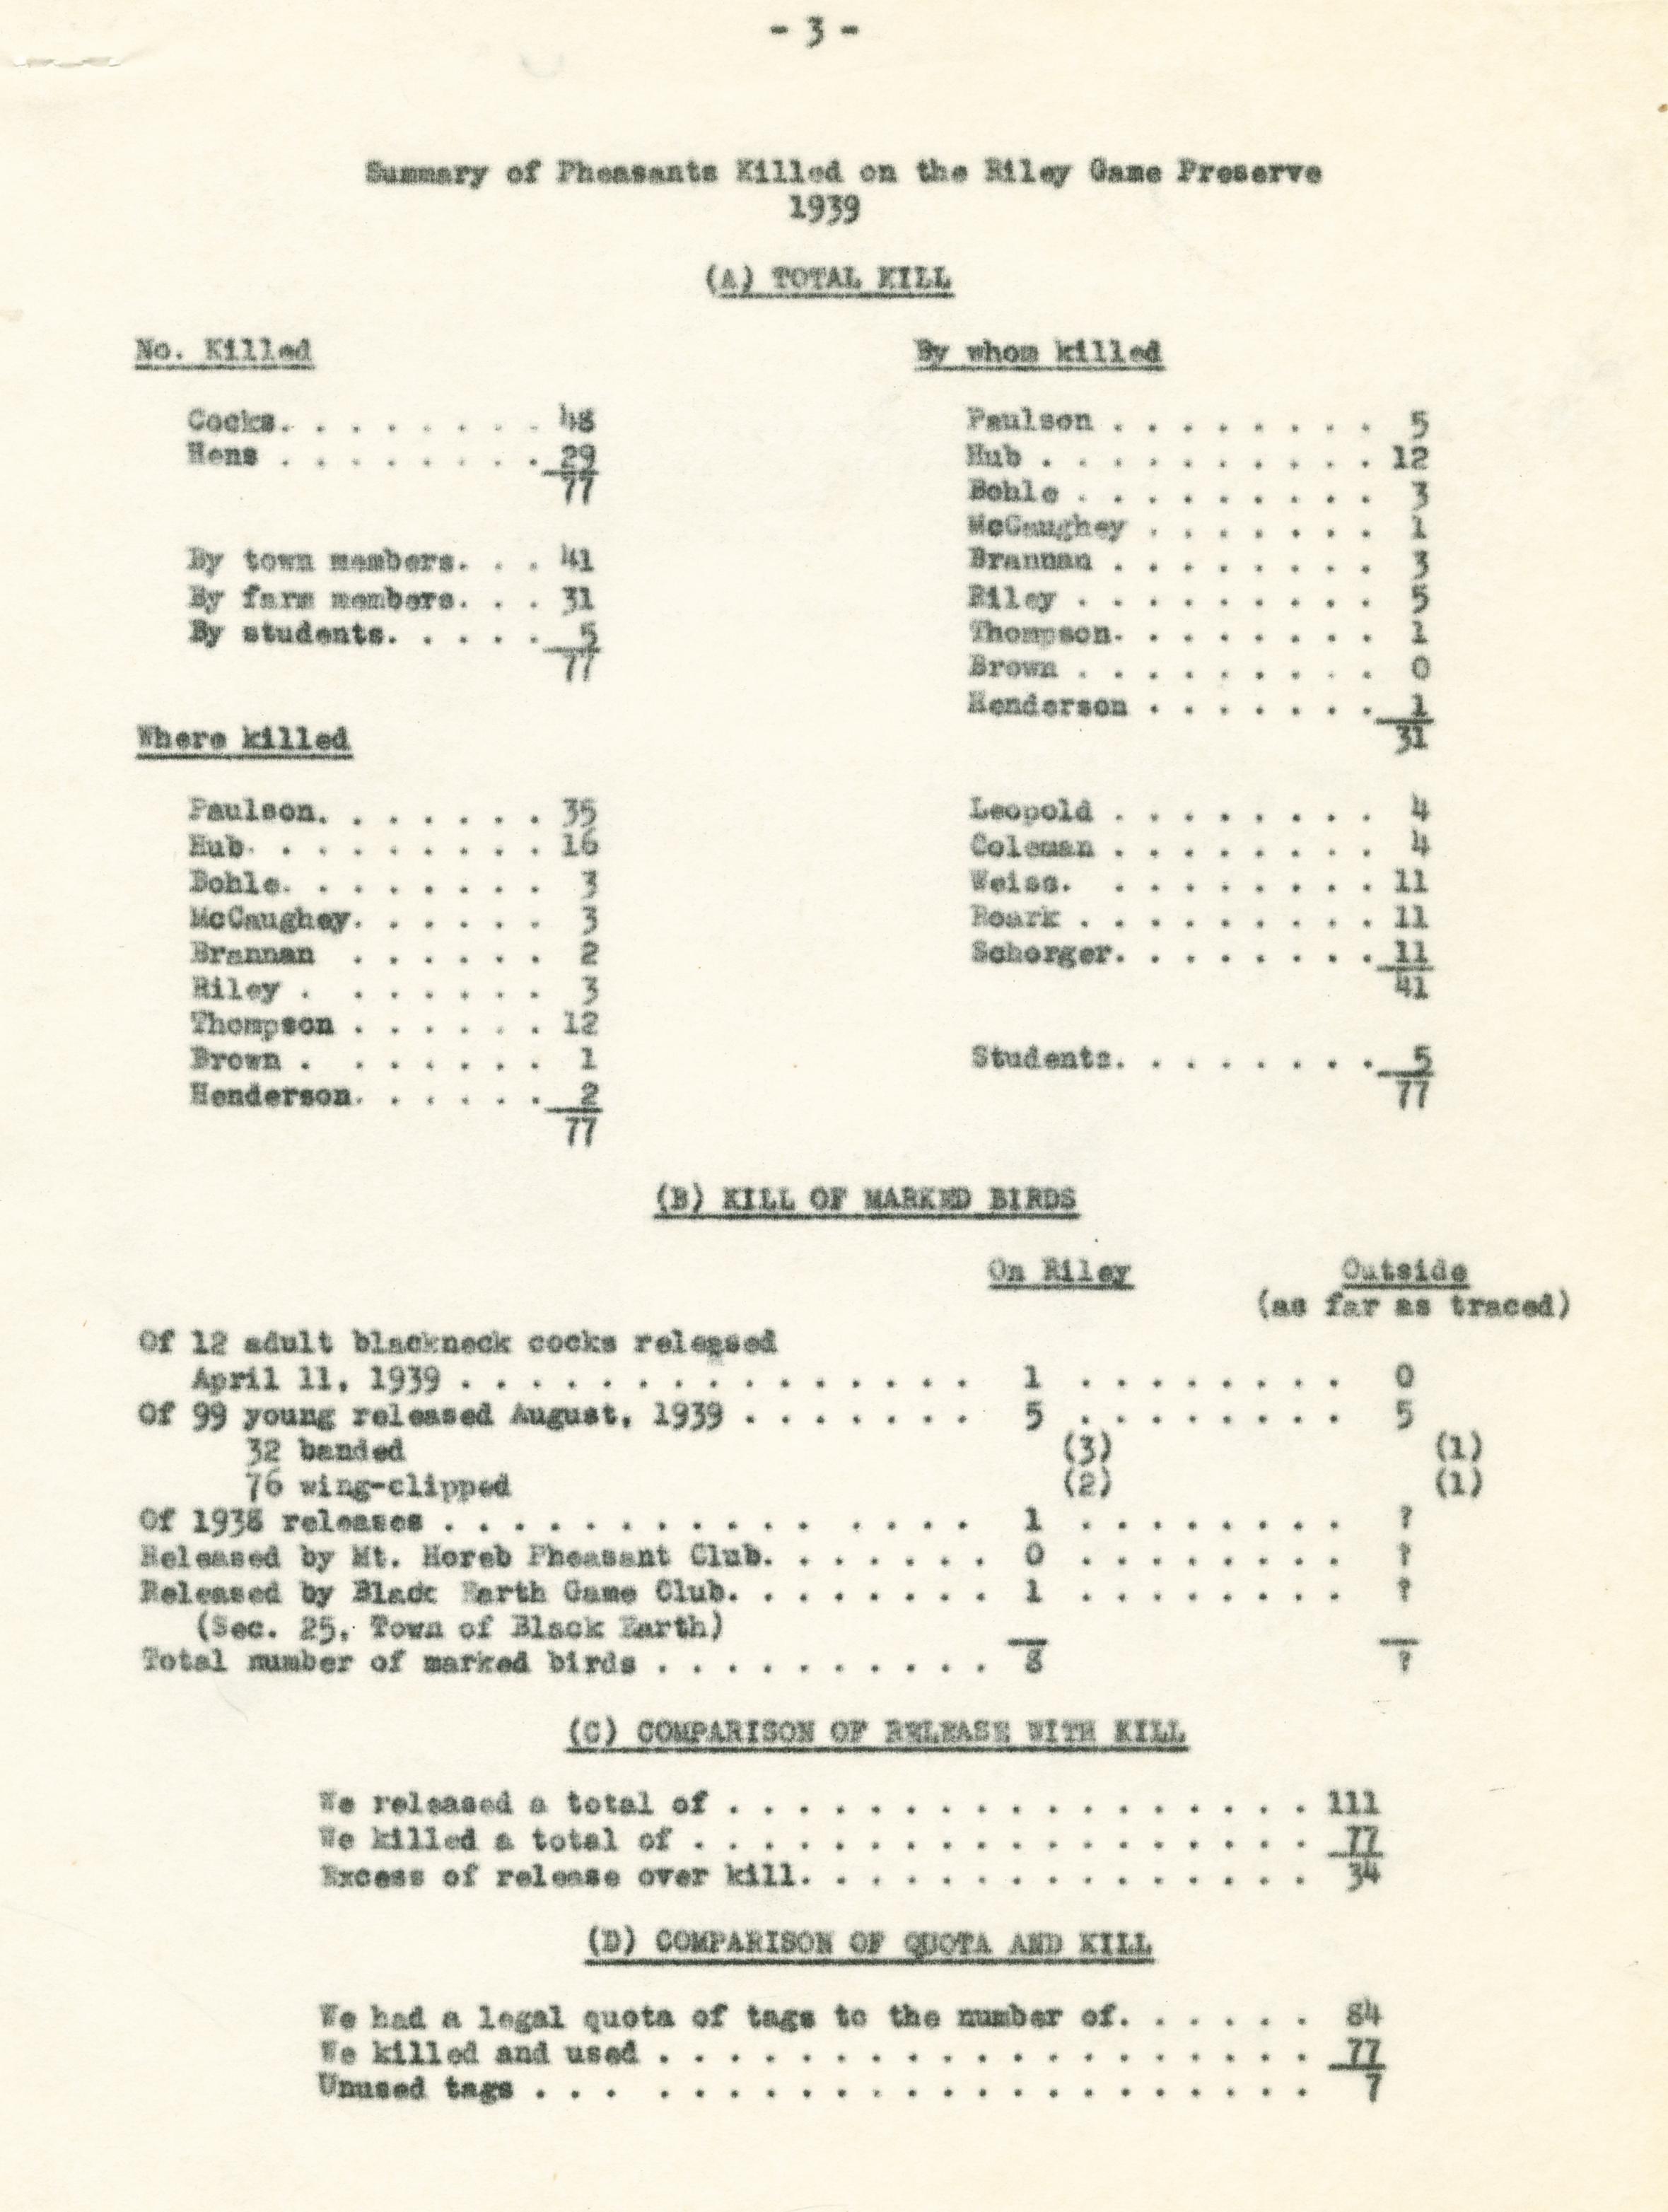 - 3 -
Summary of Pheasants Killed on the Riley Game Preserve
1939
(A) TOTAL KILL
No. Killed
Cocks. . . . . . . . 48
Hens . . . . . . . . 29
77
By town members. . . 41
By farm members. . . 31
By students. . . . . 5
77
Where killed
Paulson. . . . . . . 35
Hub. . . . . . . . . 16
Bohle. . . . . . . . 3
McCaughey. . . . . . 3
Brannan . . . . . . 2
Riley . . . . . . . 3
Thompson . . . . . . 12
Brown . . . . . . . 1
Henderson. . . . . . 2
77
By whom killed
Paulson . . . . . . . . 5
Hub . . . . . . . . . . 12
Bohle . . . . . . . . . 3
McCaughey . . . . . . . 1
Brannan . . . . . . . . 3
Riley . . . . . . . . . 5
Thompson. . . . . . . . 1
Brown . . . . . . . . . 0
Henderson . . . . . . . 1
31
Leopold . . . . . . . . 4
Coleman . . . . . . . . 4
Weiss. . . . . . . . . 11
Roark . . . . . . . . . 11
Schorger. . . . . . . . 11
41
Students. . . . . . . . 5
77
(B) KILL OF MARKED BIRDS
On Riley Outside
(as far as traced)
Of 12 adult blackneck cocks released
April 11, 1939 . . . . . . . . . . . . . . . 1 . . . . . . . . 0
Of 99 young released August, 1939 . . . . . . . 5 . . . . . . . . 5
32 banded (3) (1)
76 wing-clipped (2) (1)
Of 1938 releases . . . . . . . . . . . . . . . 1 . . . . . . . . ?
Released by Mt. Horeb Pheasant Club. . . . . . . 0 . . . . . . . . ?
Released by Black Earth Game Club. . . . . . . . 1 . . . . . . . . ?
(Sec. 25, Town of Black Earth)
Total number of marked birds . . . . . . . . . . 8 ?
(C) COMPARISON OF RELEASE WITH KILL
We released a total of . . . . . . . . . . . . . . . . . 111
We killed a total of . . . . . . . . . . . . . . . . . . 77
Excess of release over kill. . . . . . . . . . . . . . . 34
(D) COMPARISON OF QUOTA AND KILL
We had a legal quota of tags to the number of. . . . . . 84
We killed and used . . . . . . . . . . . . . . . . . . . 77
Unused tags . . . . . . . . . . . . . . . . . . . . . . 7